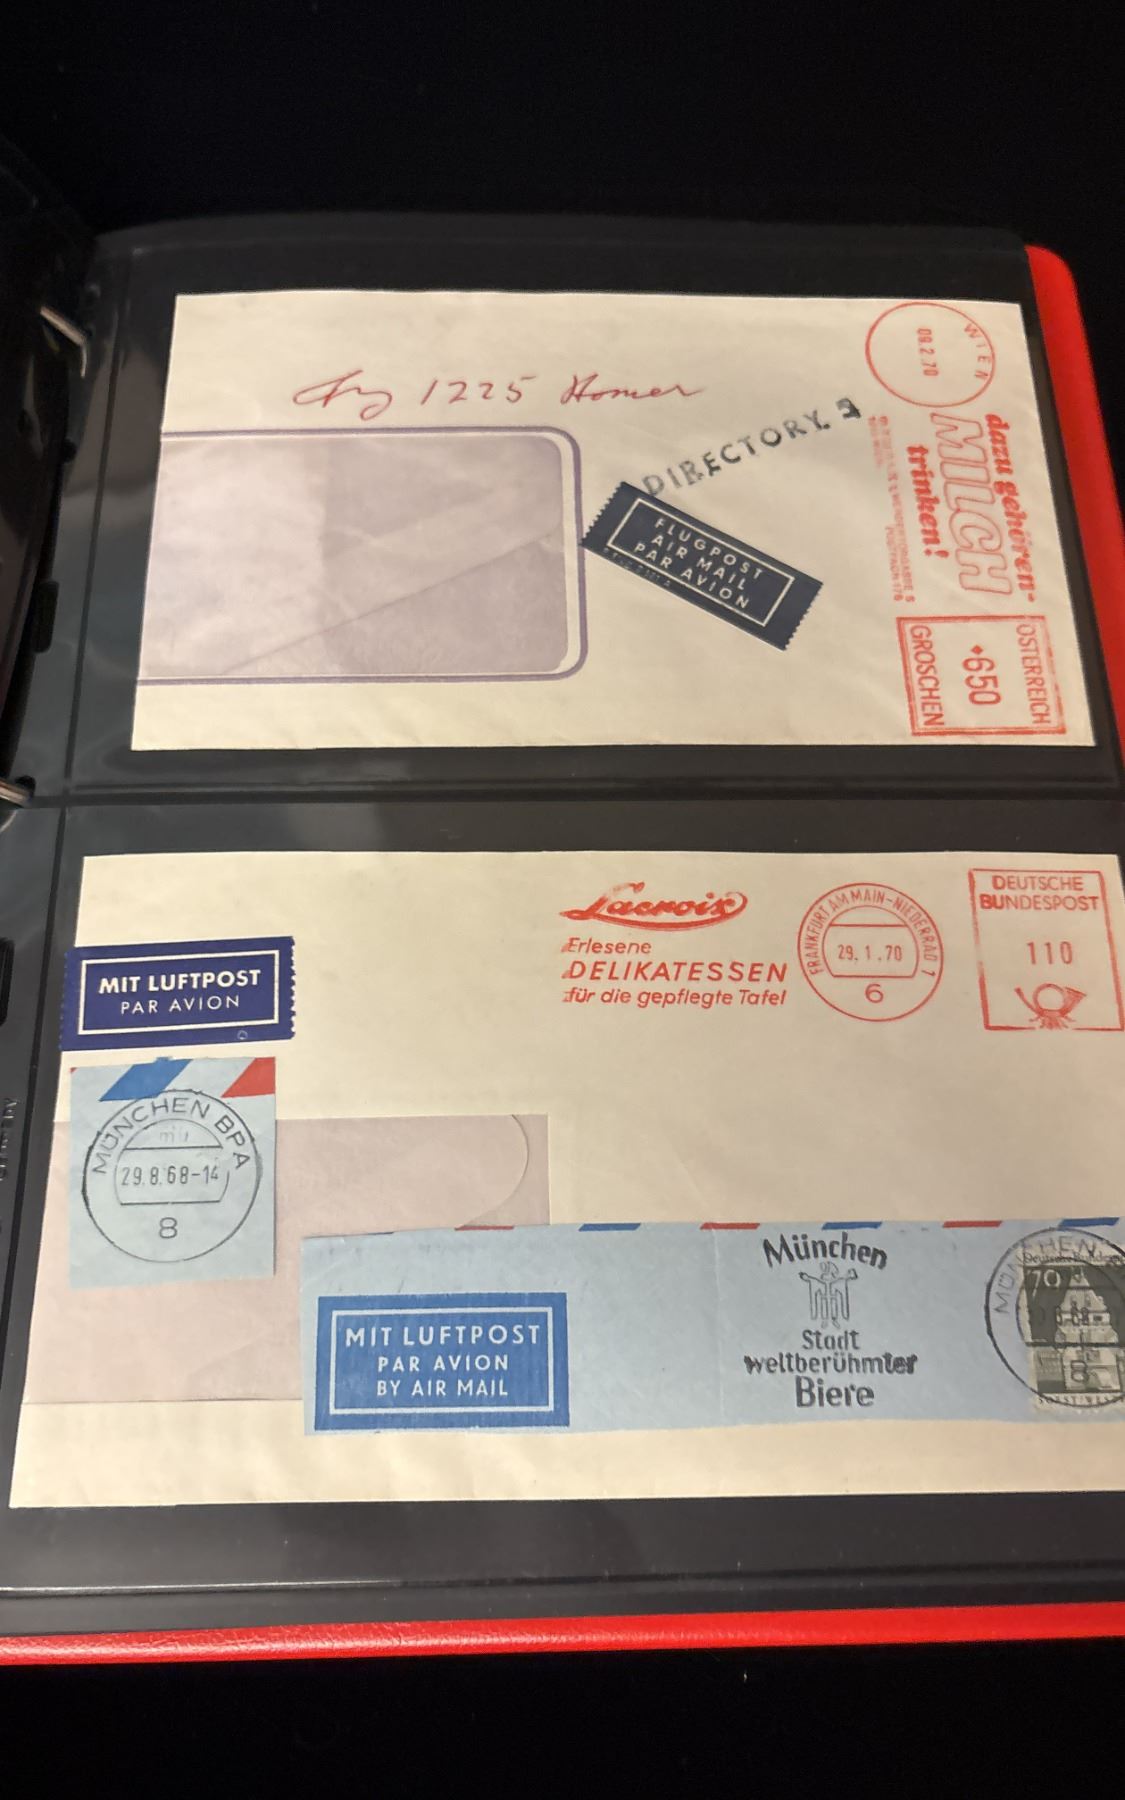 1225 Homer
DIRECTORY.
FLUGPOST
AIR MAIL
PAR AVION
WIEN
09.2.70
dazu gehören-
MILCH
trinken!
ÖSTERREICH
♦650
GROSCHEN
MIT LUFTPOST
PAR AVION
Lacroix
Erlesene
DELIKATESSEN
für die gepflegte Tafel
FRANKFURT AM MAIN-NIEDERRAD 1
29.1.70
6
DEUTSCHE
BUNDESPOST
110
MÜNCHEN BPA
mu
29.8.68-14
8
MIT LUFTPOST
PAR AVION
BY AIR MAIL
München
Stadt
weltberühmter
Biere
MÜNCHEN
70
8